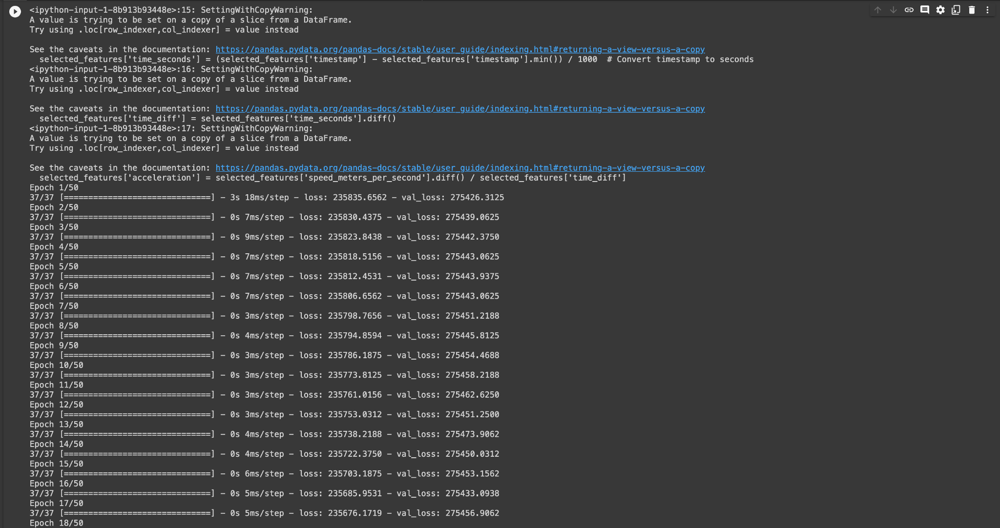 <ipython-input-1-8b913b93448e>:15: SettingWithCopyWarning:
A value is trying to be set on a copy of a slice from a DataFrame.
Try using .loc[row_indexer,col_indexer] = value instead

See the caveats in the documentation: https://pandas.pydata.org/pandas-docs/stable/user_guide/indexing.html#returning-a-view-versus-a-copy
  selected_features['time_seconds'] = (selected_features['timestamp'] - selected_features['timestamp'].min()) / 1000  # Convert timestamp to seconds
<ipython-input-1-8b913b93448e>:16: SettingWithCopyWarning:
A value is trying to be set on a copy of a slice from a DataFrame.
Try using .loc[row_indexer,col_indexer] = value instead

See the caveats in the documentation: https://pandas.pydata.org/pandas-docs/stable/user_guide/indexing.html#returning-a-view-versus-a-copy
  selected_features['time_diff'] = selected_features['time_seconds'].diff()
<ipython-input-1-8b913b93448e>:17: SettingWithCopyWarning:
A value is trying to be set on a copy of a slice from a DataFrame.
Try using .loc[row_indexer,col_indexer] = value instead

See the caveats in the documentation: https://pandas.pydata.org/pandas-docs/stable/user_guide/indexing.html#returning-a-view-versus-a-copy
  selected_features['acceleration'] = selected_features['speed_meters_per_second'].diff() / selected_features['time_diff']
Epoch 1/50
37/37 [==============================] - 3s 18ms/step - loss: 235835.6562 - val_loss: 275426.3125
Epoch 2/50
37/37 [==============================] - 0s 7ms/step - loss: 235830.4375 - val_loss: 275439.0625
Epoch 3/50
37/37 [==============================] - 0s 9ms/step - loss: 235823.8438 - val_loss: 275442.3750
Epoch 4/50
37/37 [==============================] - 0s 7ms/step - loss: 235818.5156 - val_loss: 275443.0625
Epoch 5/50
37/37 [==============================] - 0s 7ms/step - loss: 235812.4531 - val_loss: 275443.9375
Epoch 6/50
37/37 [==============================] - 0s 7ms/step - loss: 235806.6562 - val_loss: 275443.0625
Epoch 7/50
37/37 [==============================] - 0s 3ms/step - loss: 235798.7656 - val_loss: 275451.2188
Epoch 8/50
37/37 [==============================] - 0s 4ms/step - loss: 235794.8594 - val_loss: 275445.8125
Epoch 9/50
37/37 [==============================] - 0s 3ms/step - loss: 235786.1875 - val_loss: 275454.4688
Epoch 10/50
37/37 [==============================] - 0s 3ms/step - loss: 235773.8125 - val_loss: 275458.2188
Epoch 11/50
37/37 [==============================] - 0s 3ms/step - loss: 235761.0156 - val_loss: 275462.6250
Epoch 12/50
37/37 [==============================] - 0s 3ms/step - loss: 235753.0312 - val_loss: 275451.2500
Epoch 13/50
37/37 [==============================] - 0s 4ms/step - loss: 235738.2188 - val_loss: 275473.9062
Epoch 14/50
37/37 [==============================] - 0s 4ms/step - loss: 235722.3750 - val_loss: 275450.0312
Epoch 15/50
37/37 [==============================] - 0s 6ms/step - loss: 235703.1875 - val_loss: 275453.1562
Epoch 16/50
37/37 [==============================] - 0s 5ms/step - loss: 235685.9531 - val_loss: 275433.0938
Epoch 17/50
37/37 [==============================] - 0s 5ms/step - loss: 235676.1719 - val_loss: 275456.9062
Epoch 18/50